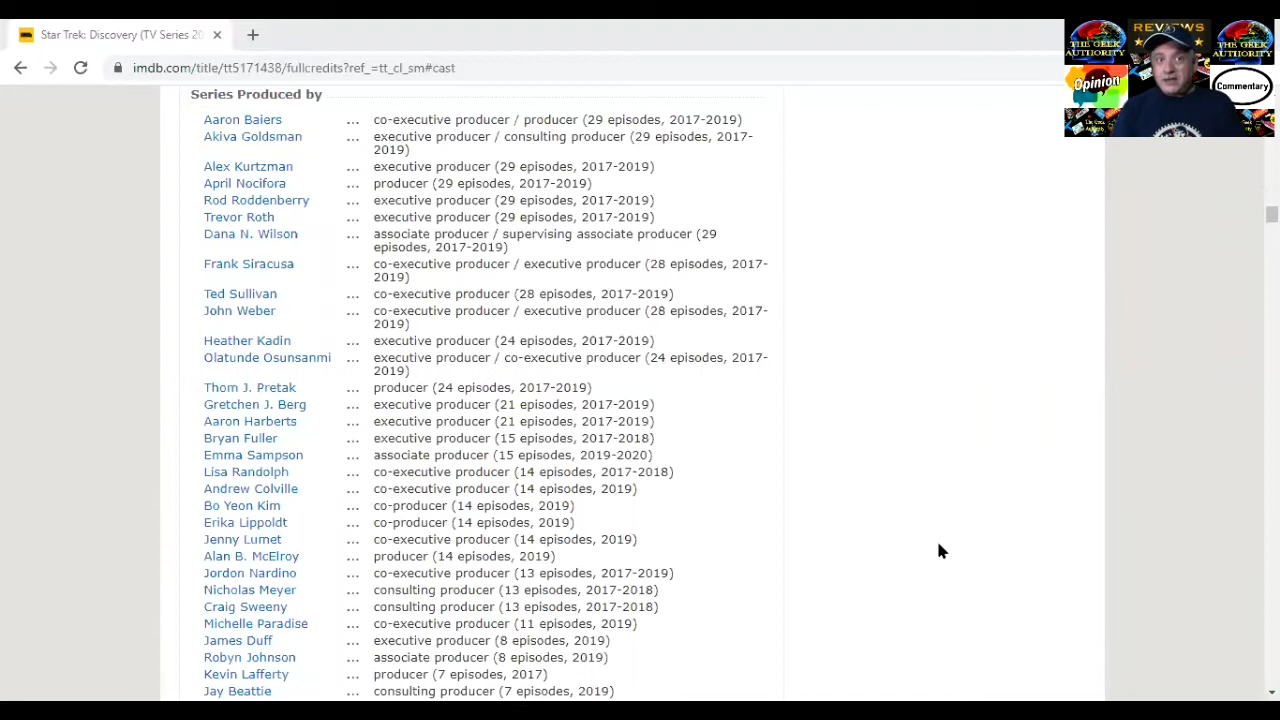 Star Trek: Discovery (TV Series 20
imdb.com/title/tt5171438/fullcredits?ref_=tt_cl_sm#cast
REVIEWS
THE GEEK AUTHORITY
THE GEEK AUTHORITY
Opinion
Commentary
Series Produced by
Aaron Baiers ... co-executive producer / producer (29 episodes, 2017-2019)
Akiva Goldsman ... executive producer / consulting producer (29 episodes, 2017-
2019)
Alex Kurtzman ... executive producer (29 episodes, 2017-2019)
April Nocifora ... producer (29 episodes, 2017-2019)
Rod Roddenberry ... executive producer (29 episodes, 2017-2019)
Trevor Roth ... executive producer (29 episodes, 2017-2019)
Dana N. Wilson ... associate producer / supervising associate producer (29
episodes, 2017-2019)
Frank Siracusa ... co-executive producer / executive producer (28 episodes, 2017-
2019)
Ted Sullivan ... co-executive producer (28 episodes, 2017-2019)
John Weber ... co-executive producer / executive producer (28 episodes, 2017-
2019)
Heather Kadin ... executive producer (24 episodes, 2017-2019)
Olatunde Osunsanmi ... executive producer / co-executive producer (24 episodes, 2017-
2019)
Thom J. Pretak ... producer (24 episodes, 2017-2019)
Gretchen J. Berg ... executive producer (21 episodes, 2017-2019)
Aaron Harberts ... executive producer (21 episodes, 2017-2019)
Bryan Fuller ... executive producer (15 episodes, 2017-2018)
Emma Sampson ... associate producer (15 episodes, 2019-2020)
Lisa Randolph ... co-executive producer (14 episodes, 2017-2018)
Andrew Colville ... co-executive producer (14 episodes, 2019)
Bo Yeon Kim ... co-producer (14 episodes, 2019)
Erika Lippoldt ... co-producer (14 episodes, 2019)
Jenny Lumet ... co-executive producer (14 episodes, 2019)
Alan B. McElroy ... producer (14 episodes, 2019)
Jordon Nardino ... co-executive producer (13 episodes, 2017-2019)
Nicholas Meyer ... consulting producer (13 episodes, 2017-2018)
Craig Sweeny ... consulting producer (13 episodes, 2017-2018)
Michelle Paradise ... co-executive producer (11 episodes, 2019)
James Duff ... executive producer (8 episodes, 2019)
Robyn Johnson ... associate producer (8 episodes, 2019)
Kevin Lafferty ... producer (7 episodes, 2017)
Jay Beattie ... consulting producer (7 episodes, 2019)